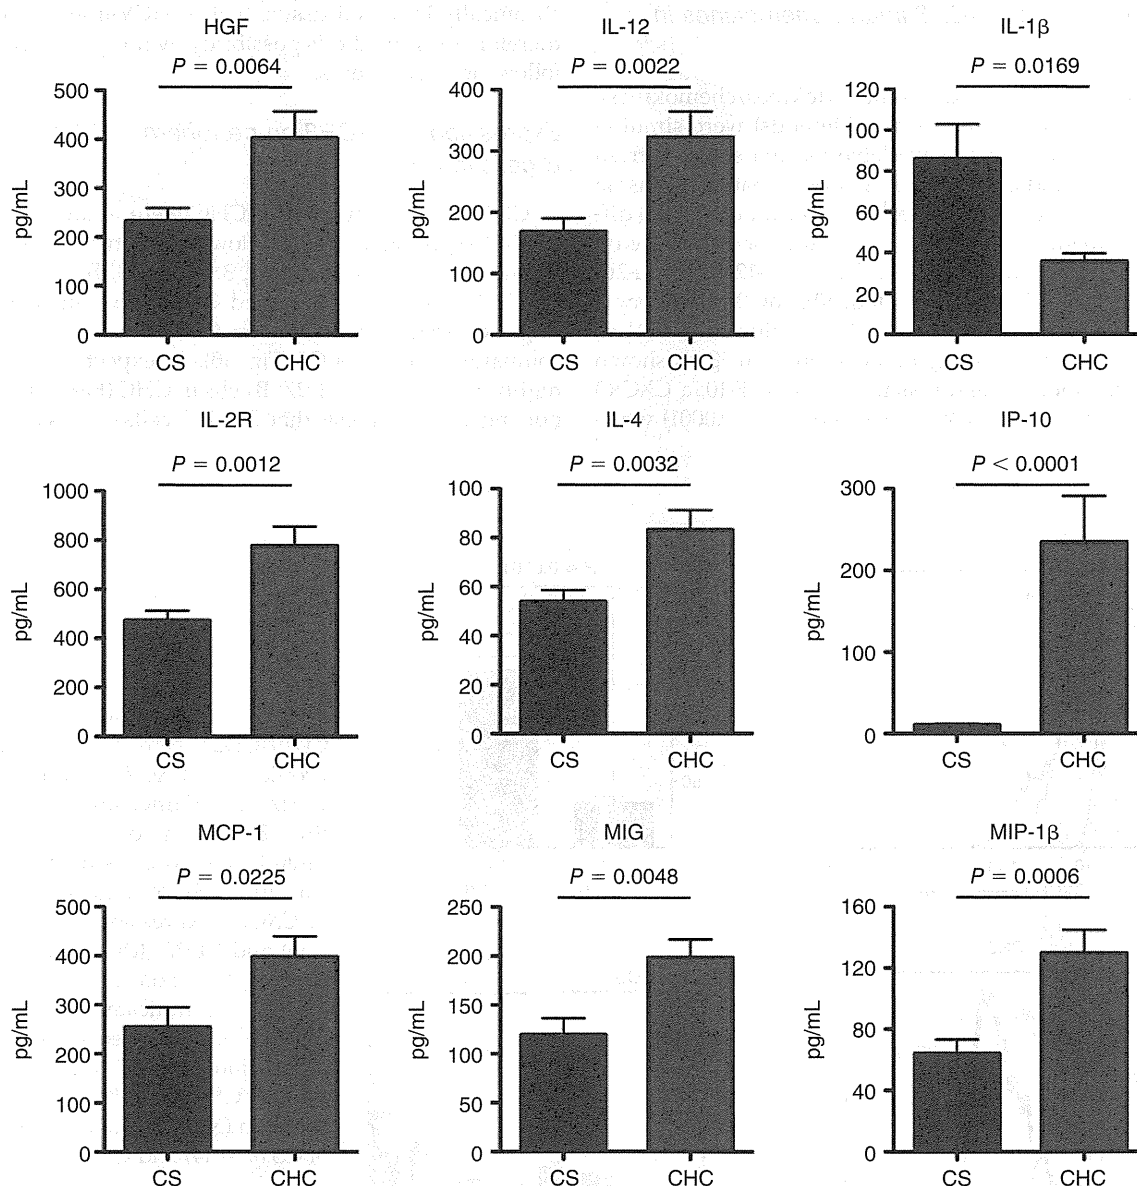 HGF
P = 0.0064
pg/mL
500
400
300
200
100
0
CS CHC
IL-12
P = 0.0022
pg/mL
400
300
200
100
0
CS CHC
IL-1β
P = 0.0169
pg/mL
120
100
80
60
40
20
0
CS CHC
IL-2R
P = 0.0012
pg/mL
1000
800
600
400
200
0
CS CHC
IL-4
P = 0.0032
pg/mL
100
80
60
40
20
0
CS CHC
IP-10
P < 0.0001
pg/mL
300
200
100
0
CS CHC
MCP-1
P = 0.0225
pg/mL
500
400
300
200
100
0
CS CHC
MIG
P = 0.0048
pg/mL
250
200
150
100
50
0
CS CHC
MIP-1β
P = 0.0006
pg/mL
160
120
80
40
0
CS CHC